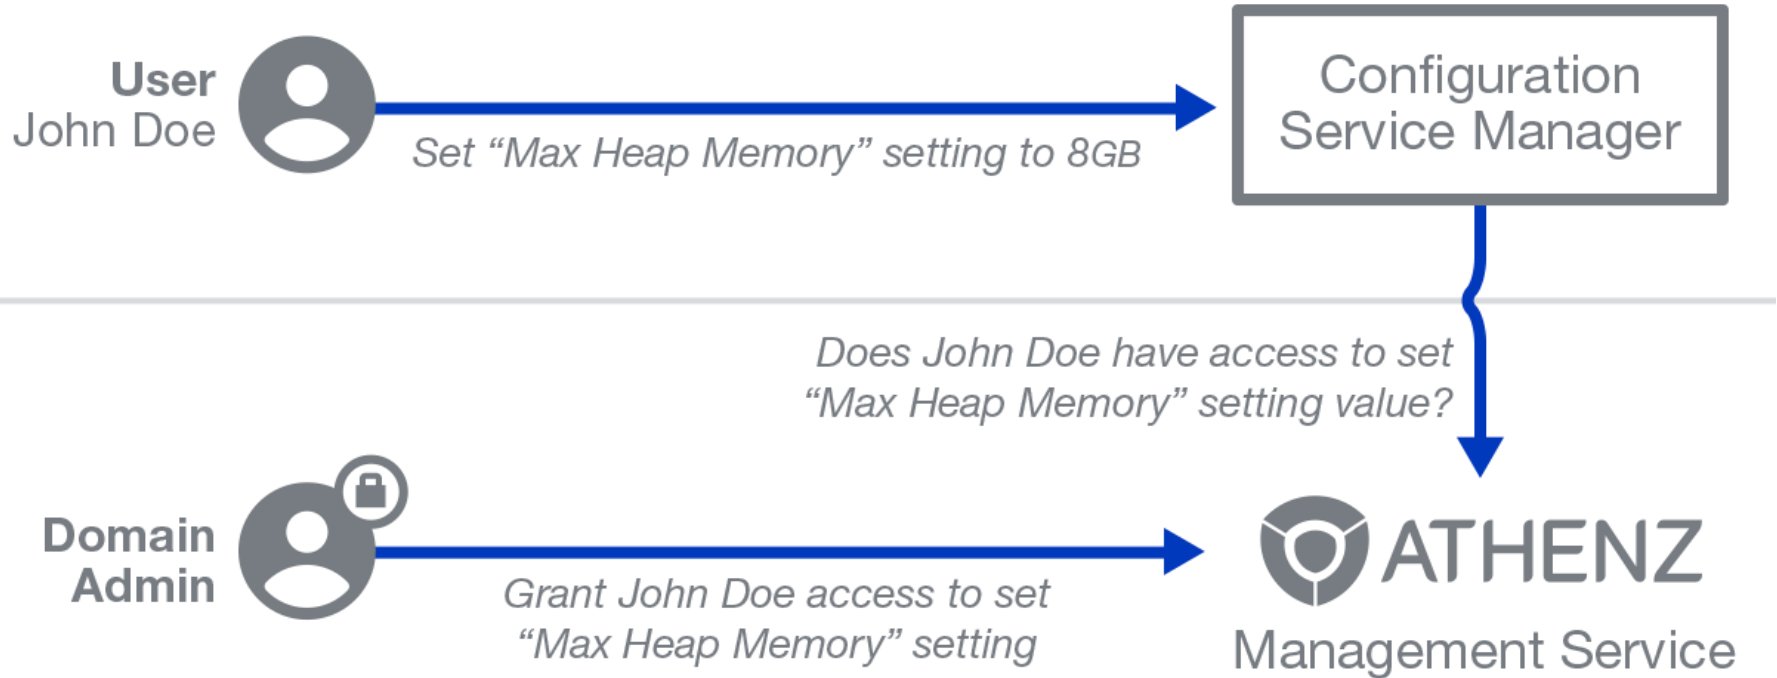 User
John Doe
Set “Max Heap Memory” setting to 8GB
Configuration
Service Manager
Does John Doe have access to set
“Max Heap Memory” setting value?
Domain
Admin
Grant John Doe access to set
“Max Heap Memory” setting
ATHENZ
Management Service